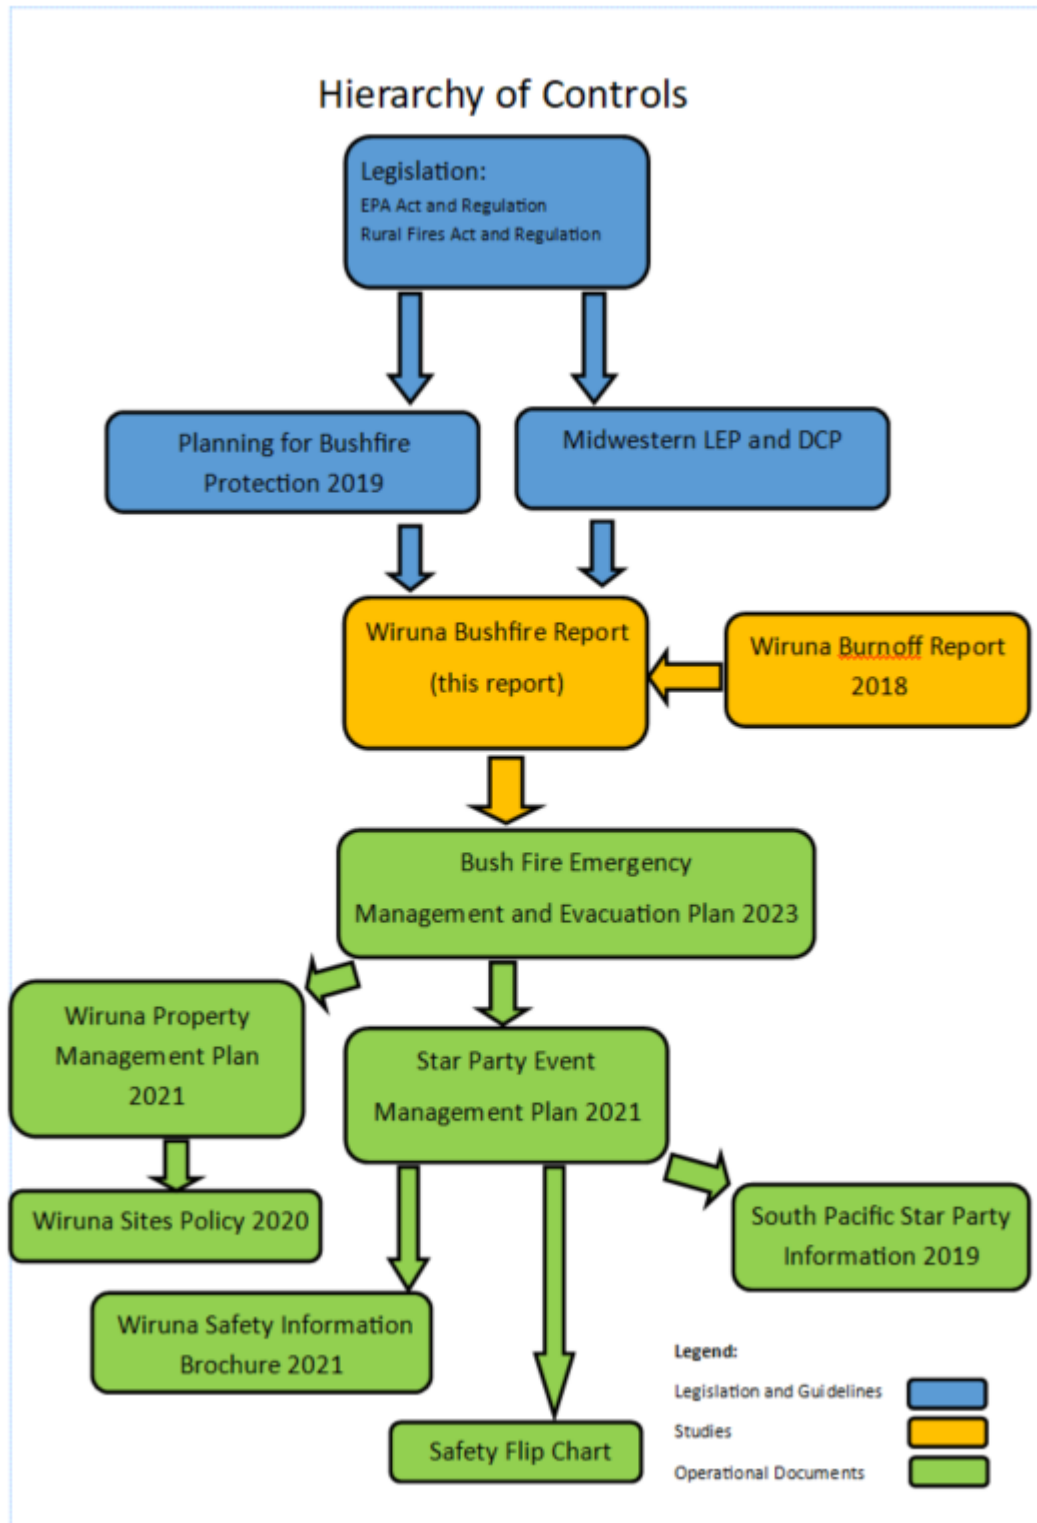 Hierarchy of Controls
Legislation:
EPA Act and Regulation
Rural Fires Act and Regulation
Planning for Bushfire
Protection 2019
Midwestern LEP and DCP
Wiruna Bushfire Report
(this report)
Wiruna Burnoff Report
2018
Bush Fire Emergency
Management and Evacuation Plan 2023
Wiruna Property
Management Plan
2021
Star Party Event
Management Plan 2021
Wiruna Sites Policy 2020
South Pacific Star Party
Information 2019
Wiruna Safety Information
Brochure 2021
Safety Flip Chart
Legend:
Legislation and Guidelines
Studies
Operational Documents